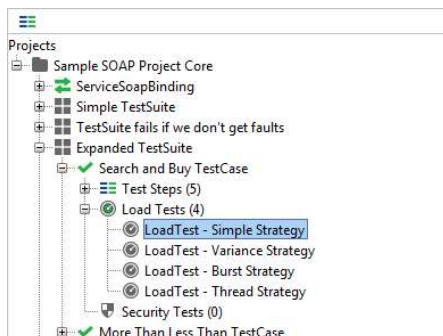 Projects
Sample SOAP Project Core
ServiceSoapBinding
Simple TestSuite
TestSuite fails if we don't get faults
Expanded TestSuite
Search and Buy TestCase
Test Steps (5)
Load Tests (4)
LoadTest - Simple Strategy
LoadTest - Variance Strategy
LoadTest - Burst Strategy
LoadTest - Thread Strategy
Security Tests (0)
More Than Less Than TestCase